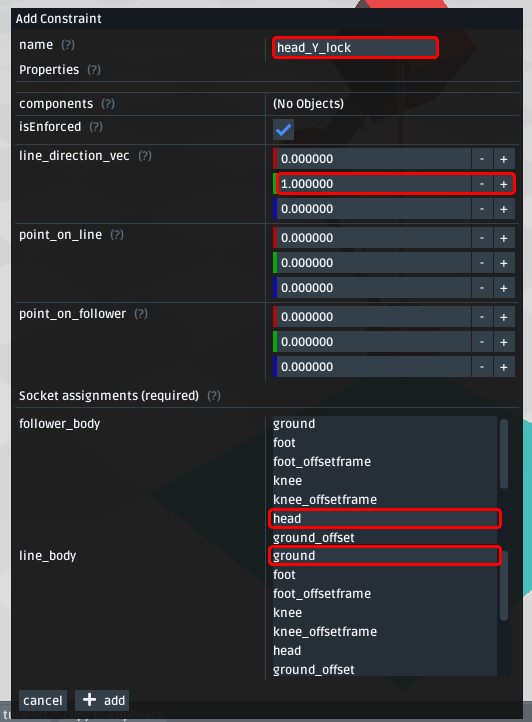 Add Constraint
name (?) head_Y_lock
Properties (?)
components (?) (No Objects)
isEnforced (?)
line_direction_vec (?) 0.000000 - +
1.000000 - +
0.000000 - +
point_on_line (?) 0.000000 - +
0.000000 - +
0.000000 - +
point_on_follower (?) 0.000000 - +
0.000000 - +
0.000000 - +
Socket assignments (required) (?)
follower_body ground
foot
foot_offsetframe
knee
knee_offsetframe
head
ground_offset
line_body ground
foot
foot_offsetframe
knee
knee_offsetframe
head
ground_offset
cancel + add